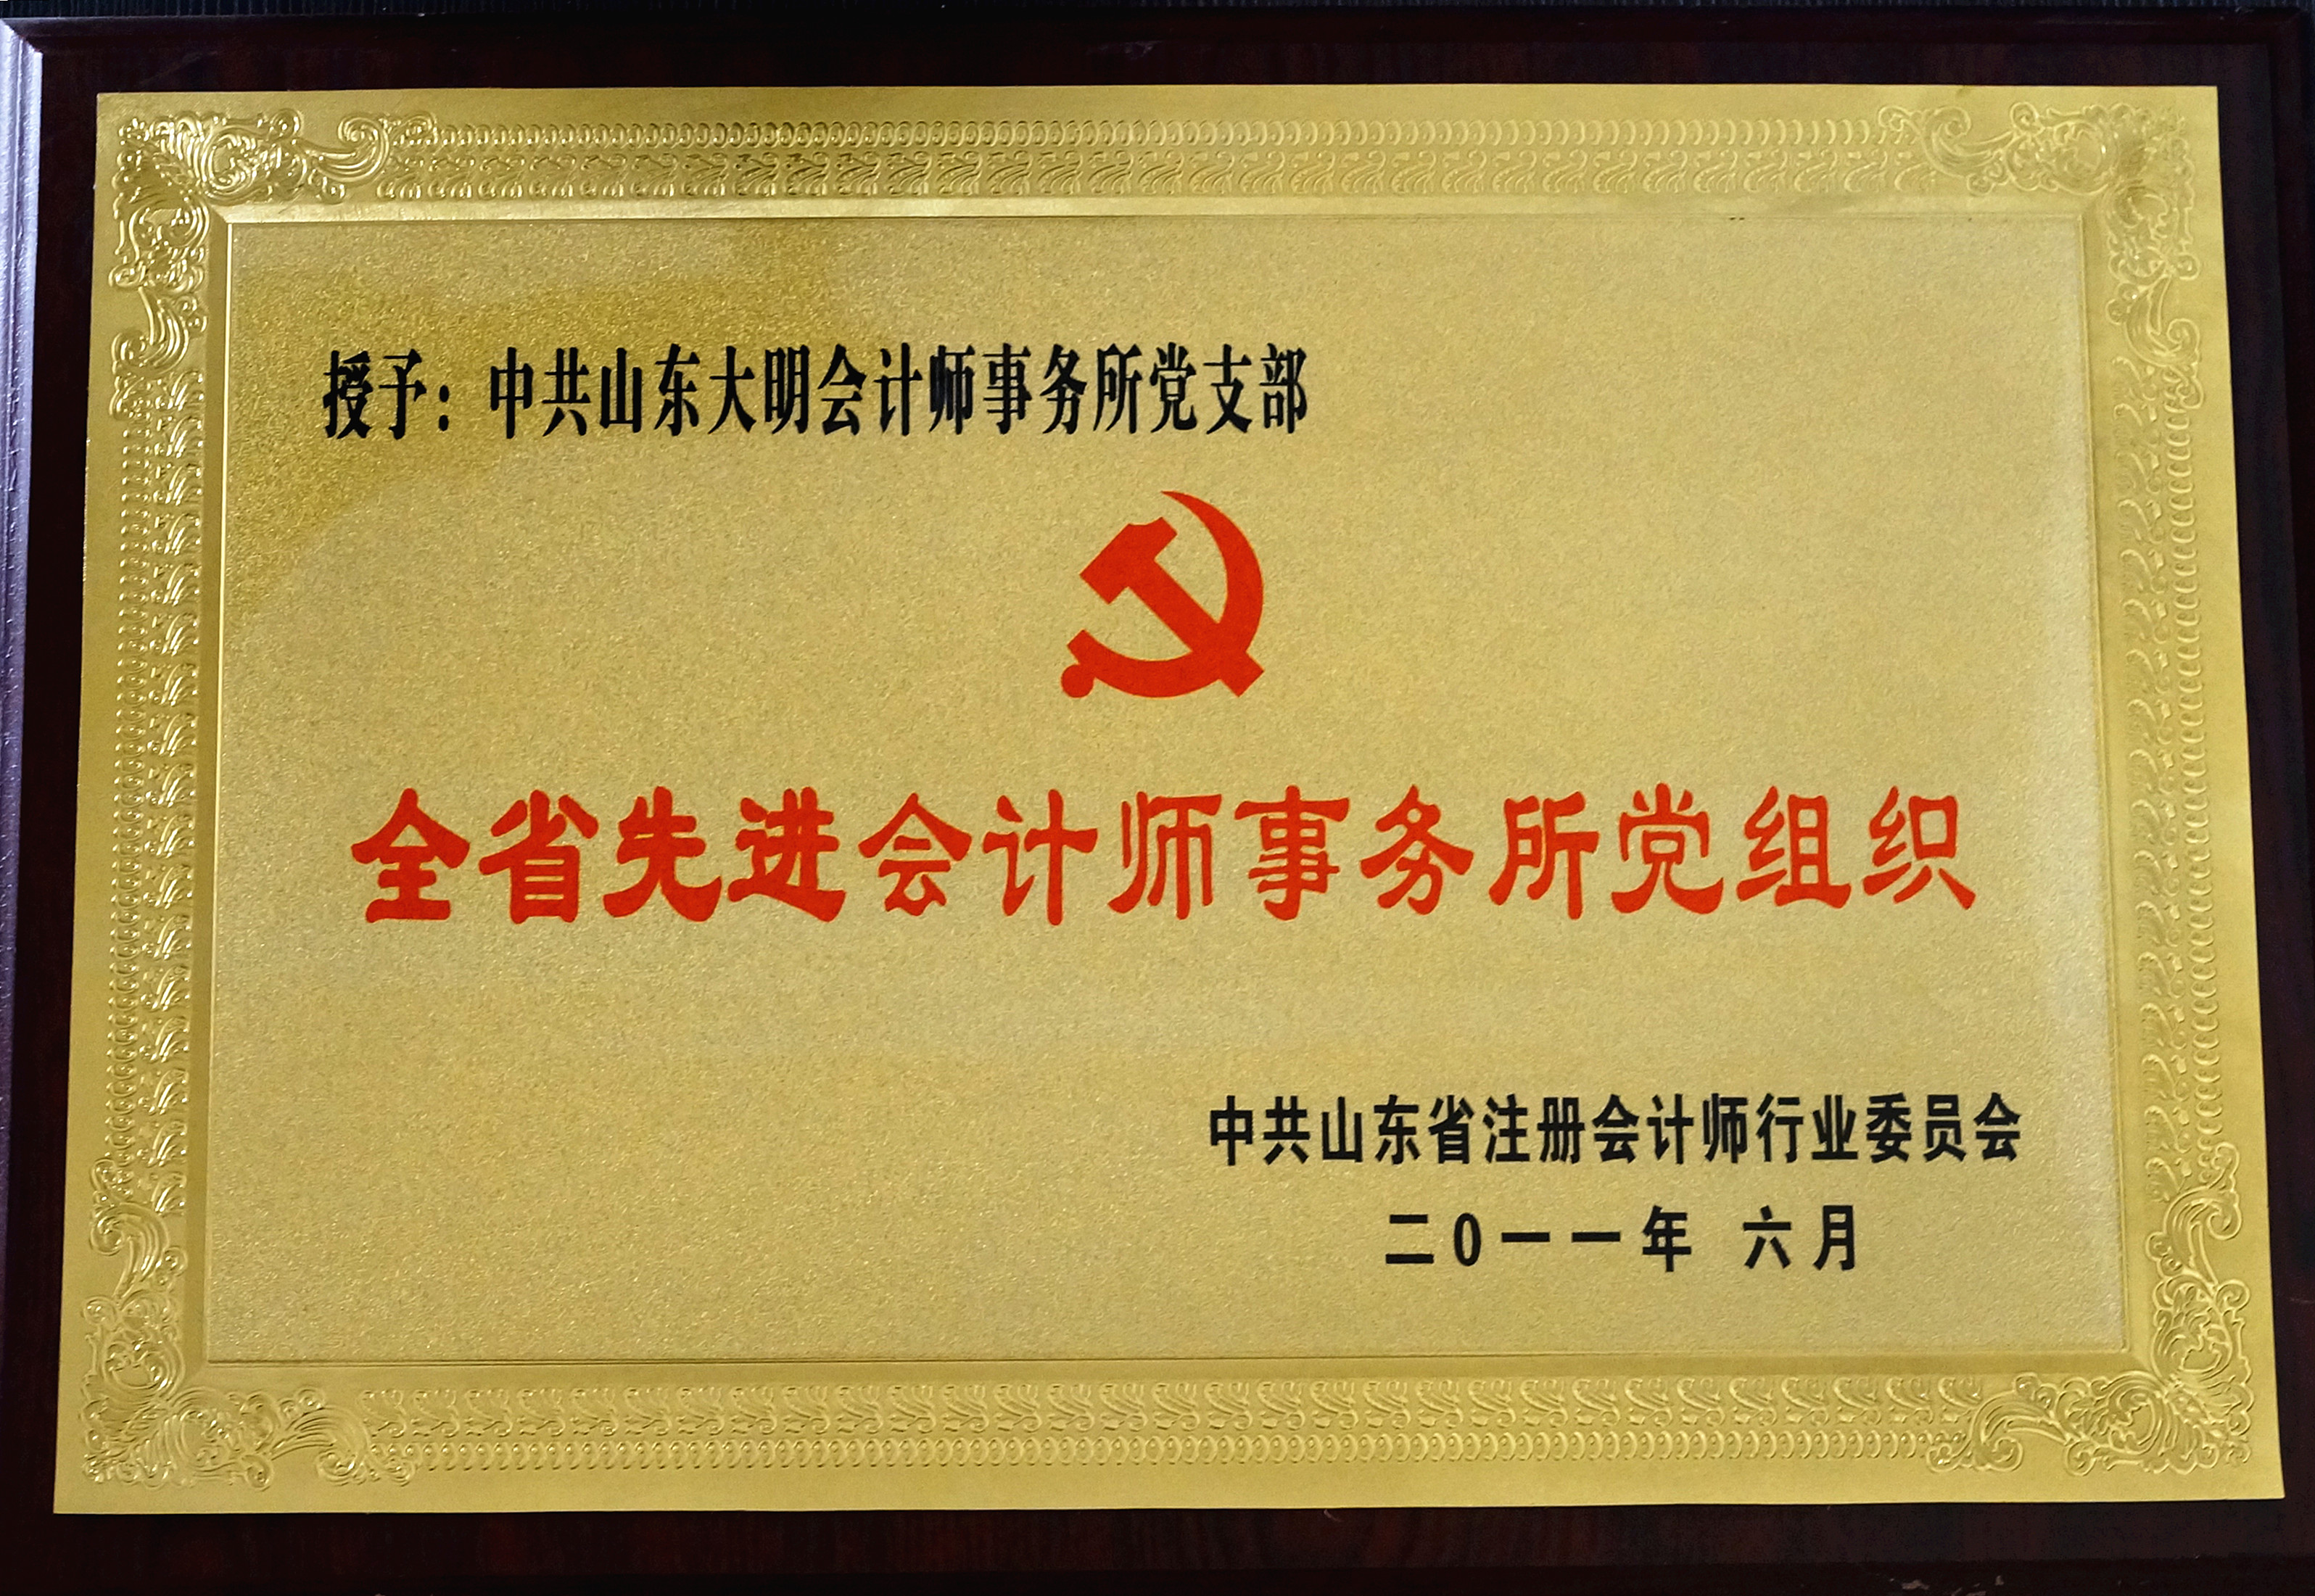 授予：中共山东大明会计师事务所党支部
全省先进会计师事务所党组织
中共山东省注册会计师行业委员会
二0一一年 六月